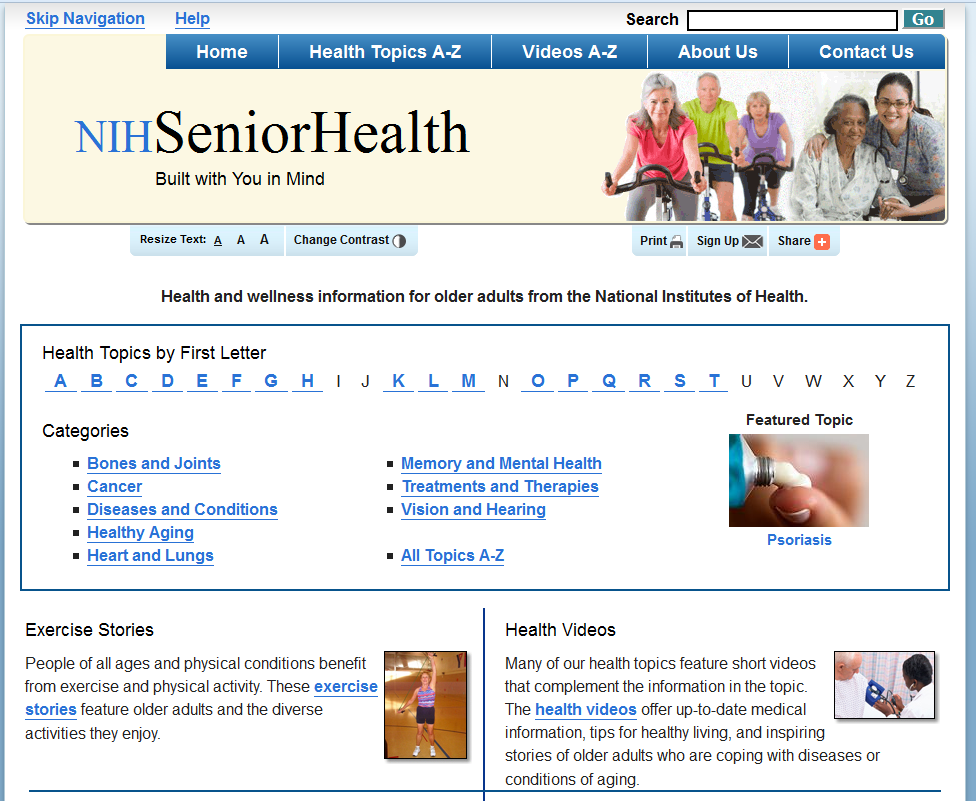 Skip Navigation Help Search Go
Home Health Topics A-Z Videos A-Z About Us Contact Us
NIHSeniorHealth
Built with You in Mind
Resize Text: A A A Change Contrast Print Sign Up Share
Health and wellness information for older adults from the National Institutes of Health.
Health Topics by First Letter
A B C D E F G H I J K L M N O P Q R S T U V W X Y Z
Categories
Bones and Joints
Cancer
Diseases and Conditions
Healthy Aging
Heart and Lungs
Memory and Mental Health
Treatments and Therapies
Vision and Hearing
All Topics A-Z
Featured Topic
Psoriasis
Exercise Stories
People of all ages and physical conditions benefit
from exercise and physical activity. These exercise
stories feature older adults and the diverse
activities they enjoy.
Health Videos
Many of our health topics feature short videos
that complement the information in the topic.
The health videos offer up-to-date medical
information, tips for healthy living, and inspiring
stories of older adults who are coping with diseases or
conditions of aging.